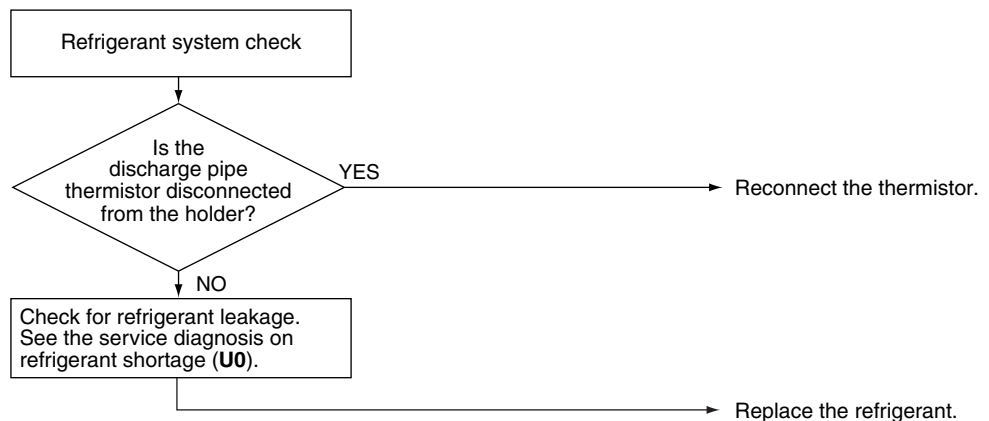 Refrigerant system check
Is the
discharge pipe
thermistor disconnected
from the holder?
YES
Reconnect the thermistor.
NO
Check for refrigerant leakage.
See the service diagnosis on
refrigerant shortage (U0).
Replace the refrigerant.